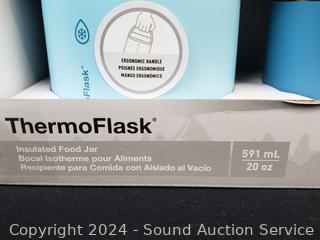 ThermoFlask®
ERGONOMIC HANDLE
POIGNÉE ERGONOMIQUE
MANGO ERGONÓMICO
ThermoFlask®
Insulated Food Jar
Bocal Isotherme pour Aliments
Recipiente para Comida con Aislado al Vacío
591 mL
20 oz
Copyright 2024 - Sound Auction Service